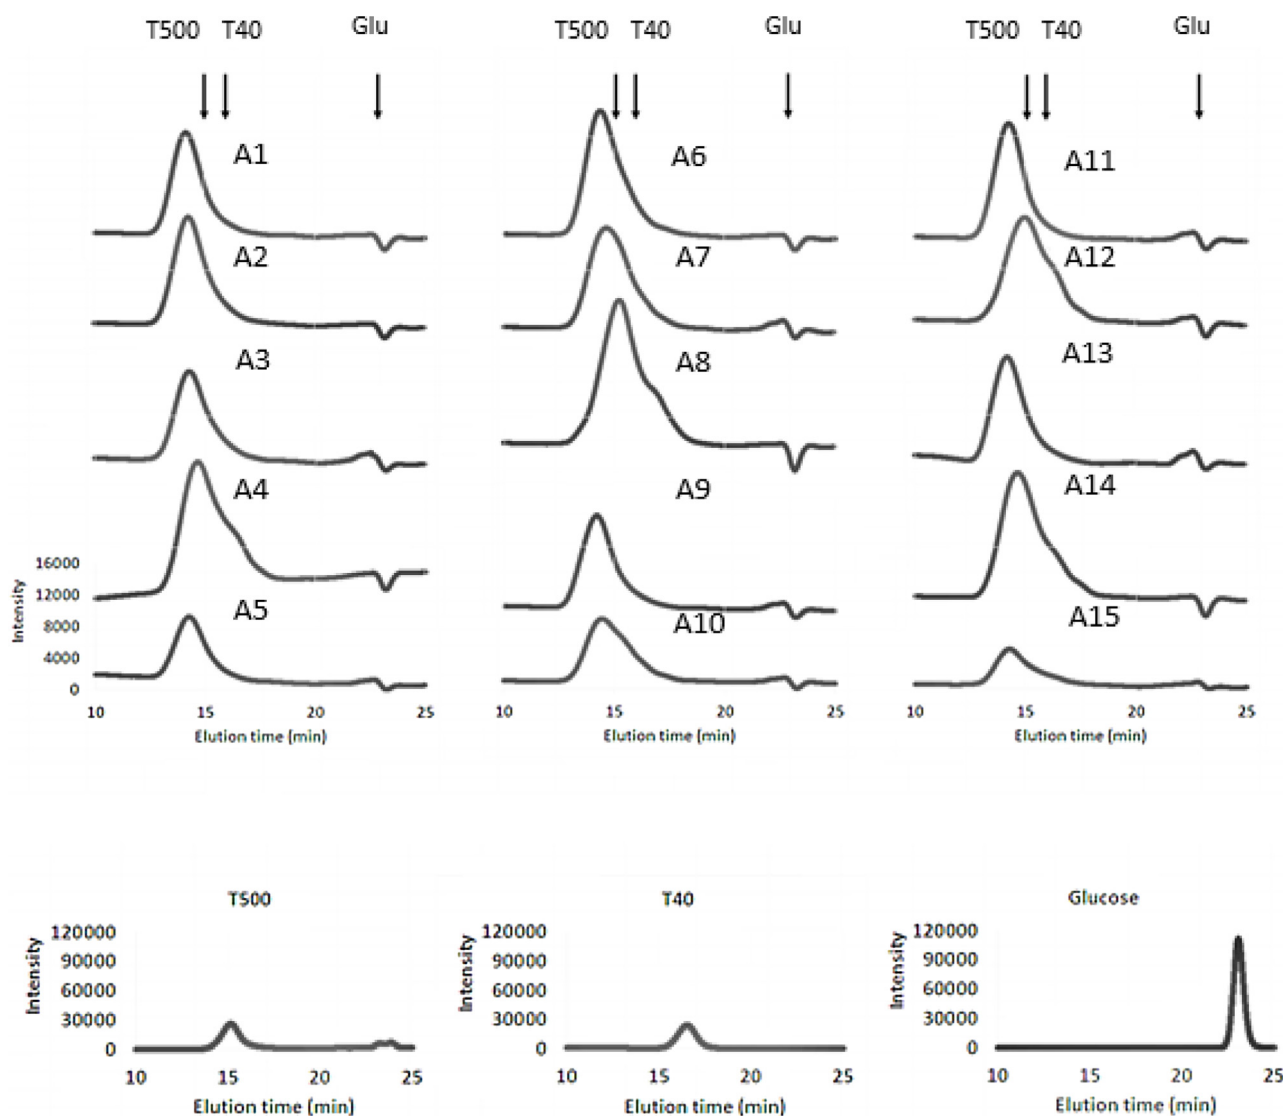 T500 T40 Glu T500 T40 Glu T500 T40 Glu
A1 A6 A11
A2 A7 A12
A3 A8 A13
A4 A9 A14
A5 A10 A15
Intensity
16000
12000
8000
4000
0
10 15 20 25 10 15 20 25 10 15 20 25
Elution time (min) Elution time (min) Elution time (min)
T500 T40 Glucose
Intensity Intensity Intensity
120000 120000 120000
90000 90000 90000
60000 60000 60000
30000 30000 30000
0 0 0
10 15 20 25 10 15 20 25 10 15 20 25
Elution time (min) Elution time (min) Elution time (min)